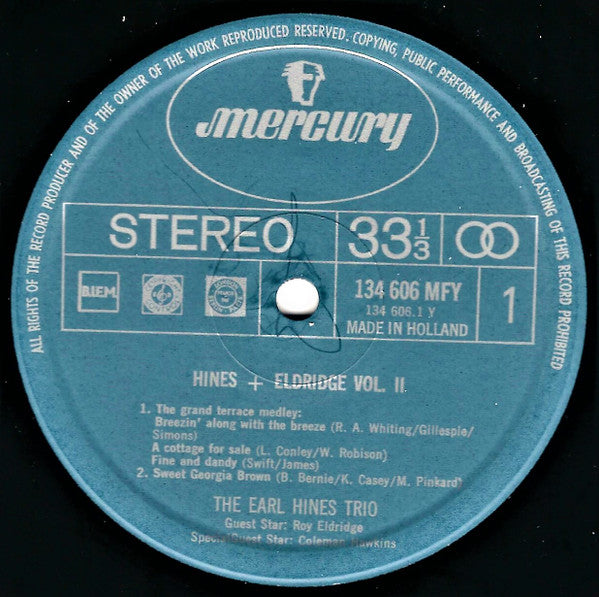 ALL RIGHTS OF THE RECORD PRODUCER AND OF THE OWNER OF THE WORK REPRODUCED RESERVED. COPYING, PUBLIC PERFORMANCE AND BROADCASTING OF THIS RECORD PROHIBITED
mercury
STEREO 33 1/3
B.I.E.M.
134 606 MFY 1
134 606.1 Y
MADE IN HOLLAND
HINES + ELDRIDGE VOL. II
1. The grand terrace medley:
Breezin' along with the breeze (R. A. Whiting/Gillespie/
Simons)
A cottage for sale (L. Conley/W. Robison)
Fine and dandy (Swift/James)
2. Sweet Georgia Brown (B. Bernie/K. Casey/M. Pinkard)
THE EARL HINES TRIO
Guest Star: Roy Eldridge
Special Guest Star: Coleman Hawkins